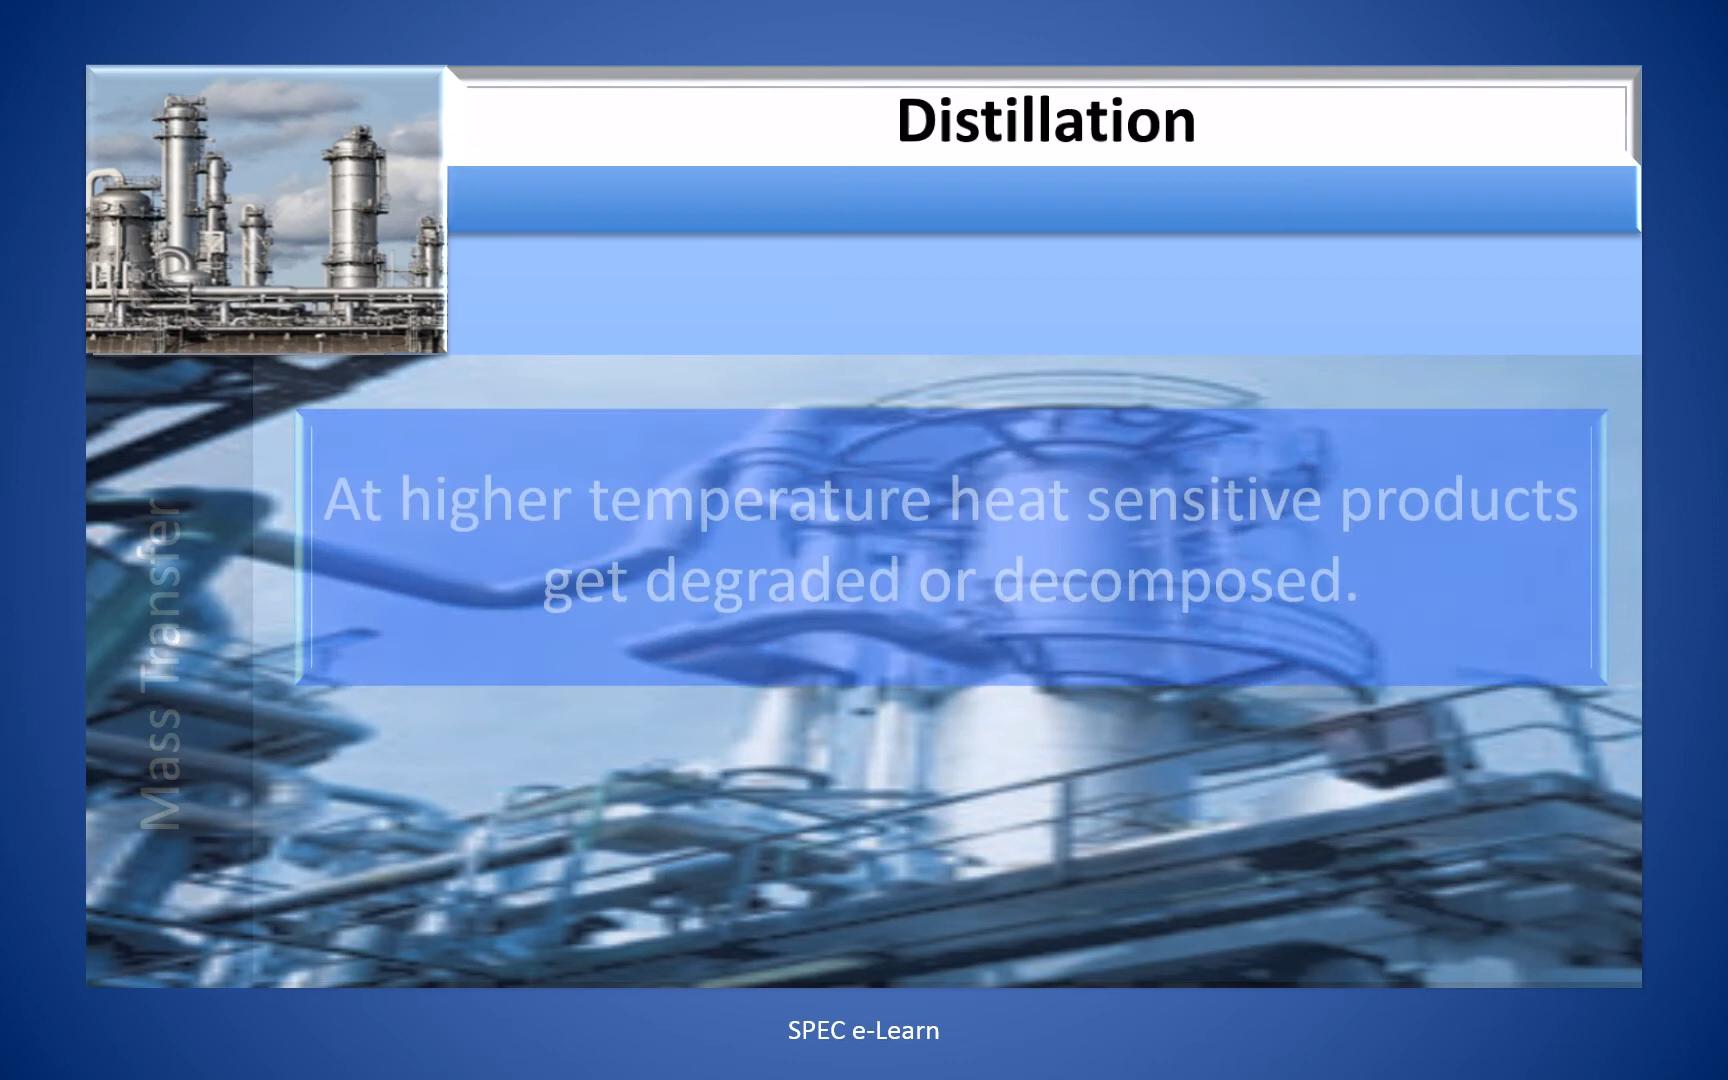 Distillation
At higher temperature heat sensitive products
get degraded or decomposed.
Mass Transfer
SPEC e-Learn